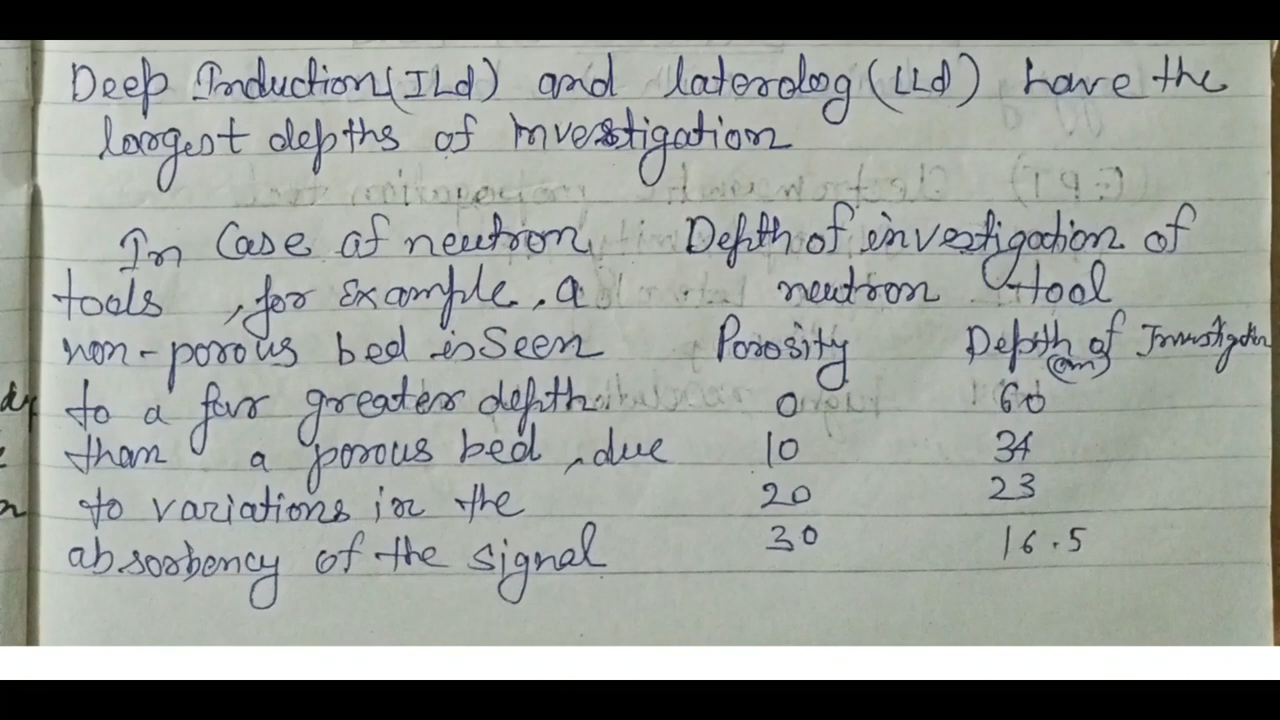 Deep Induction(ILd) and laterolog (LLd) have the
largest depths of investigation
In case of neutron
tools, for example, a
non-porous bed is seen
to a far greater depth
than a porous bed, due
to variations in the
absorbency of the signal
Depth of investigation of
neutron tool
Porosity Depth of Investigation
(cm)
0 60
10 34
20 23
30 16.5